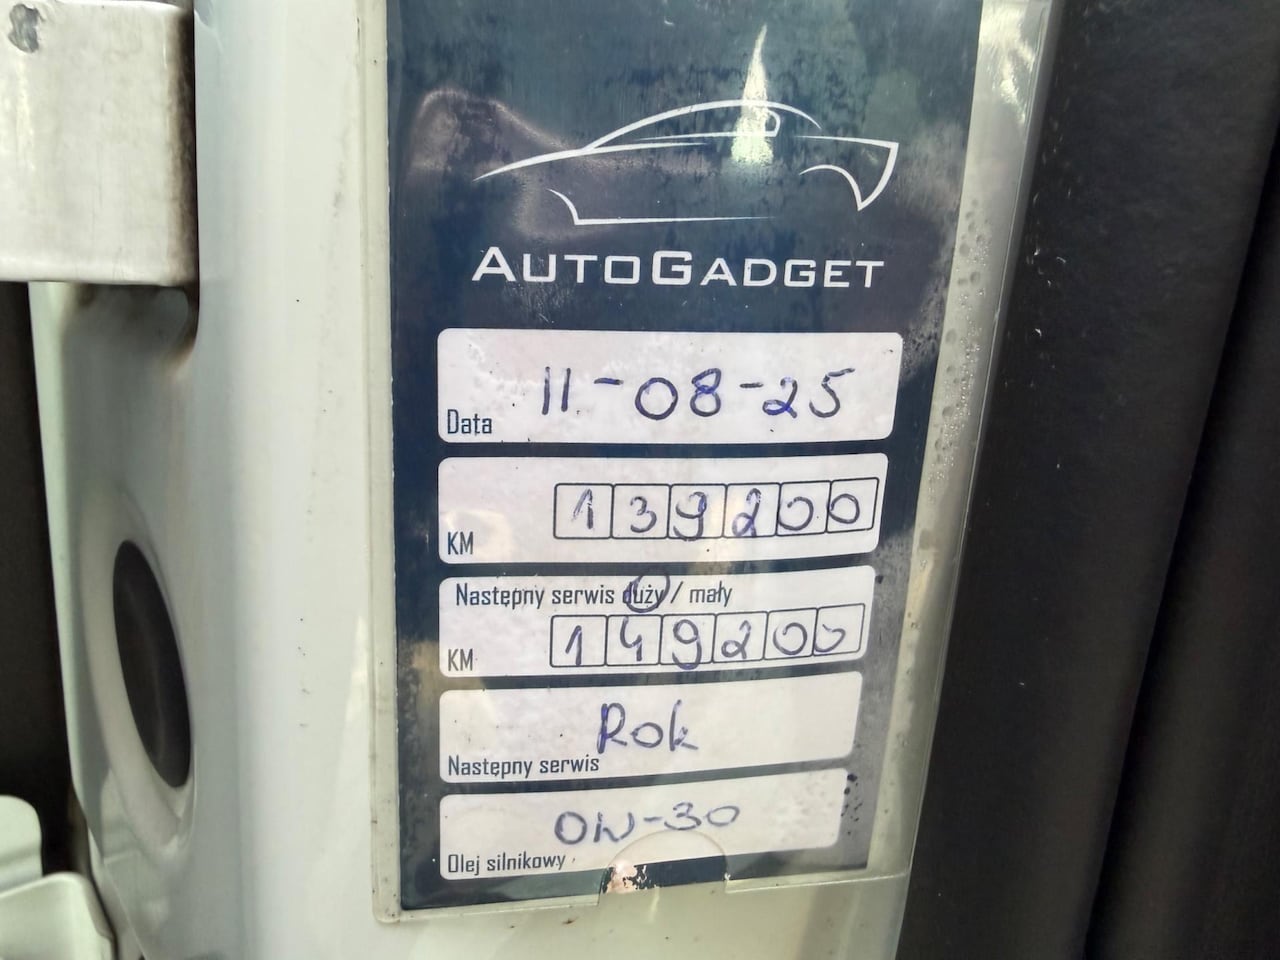 AUTOGADGET
11-08-25
Data
139200
KM
Następny serwis duży / mały
149200
KM
Rok
Następny serwis
OW-30
Olej silnikowy